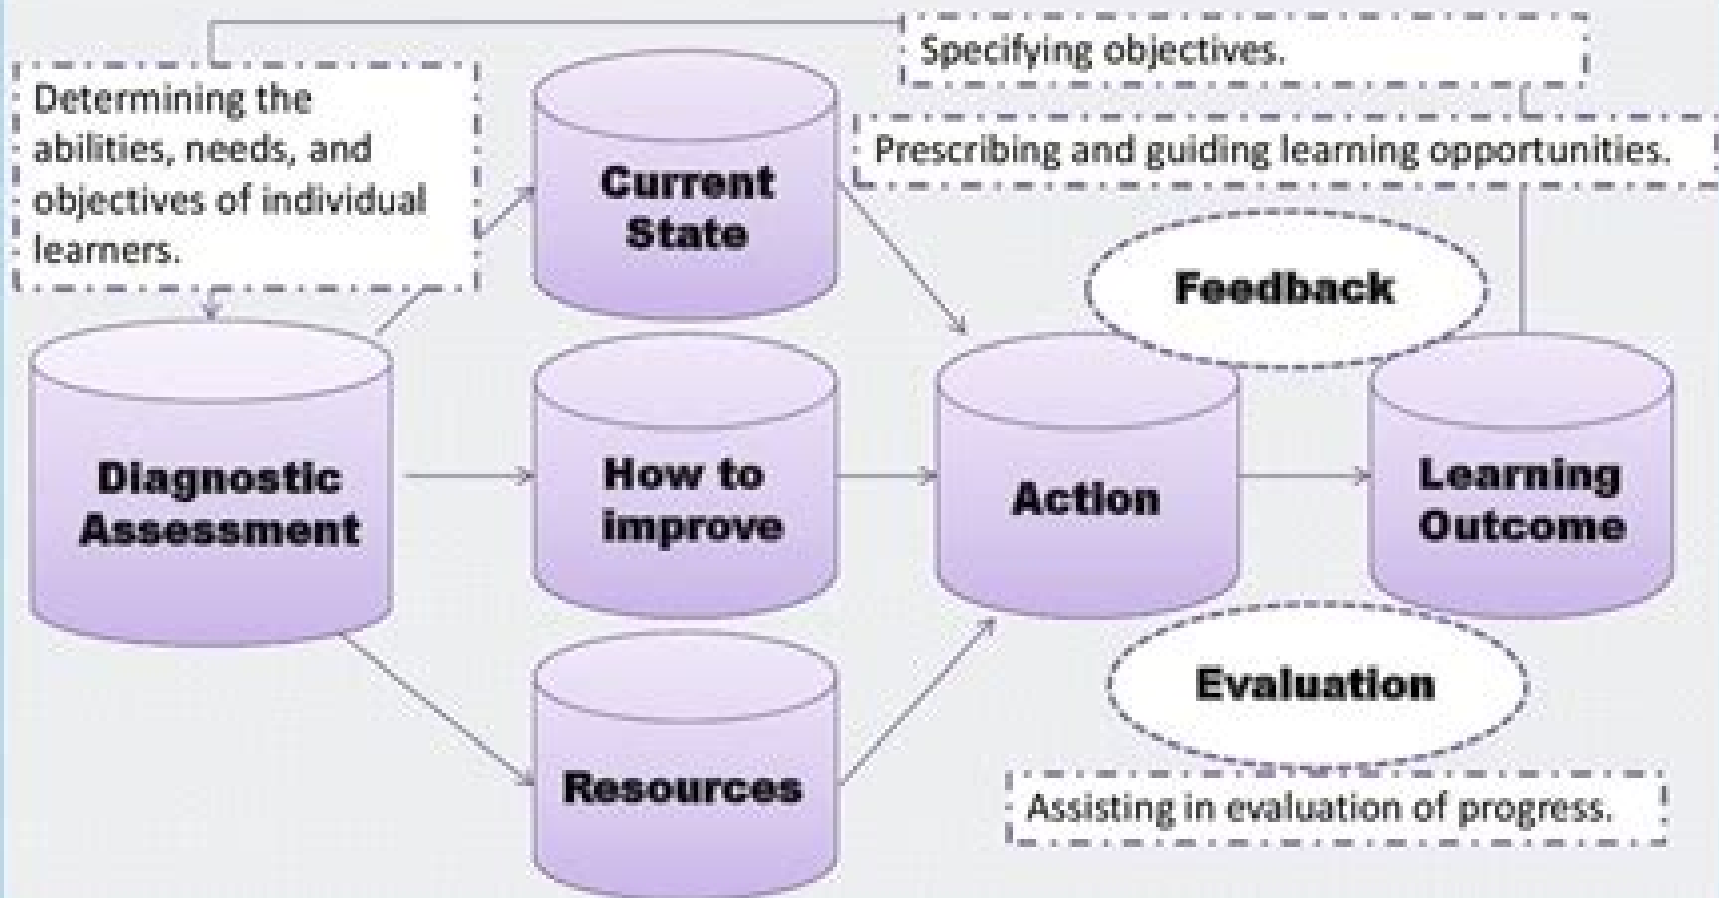 Specifying objectives.
Determining the
abilities, needs, and
objectives of individual
learners.
Prescribing and guiding learning opportunities.
Current
State
Feedback
Diagnostic
Assessment
How to
improve
Action
Learning
Outcome
Evaluation
Resources
Assisting in evaluation of progress.